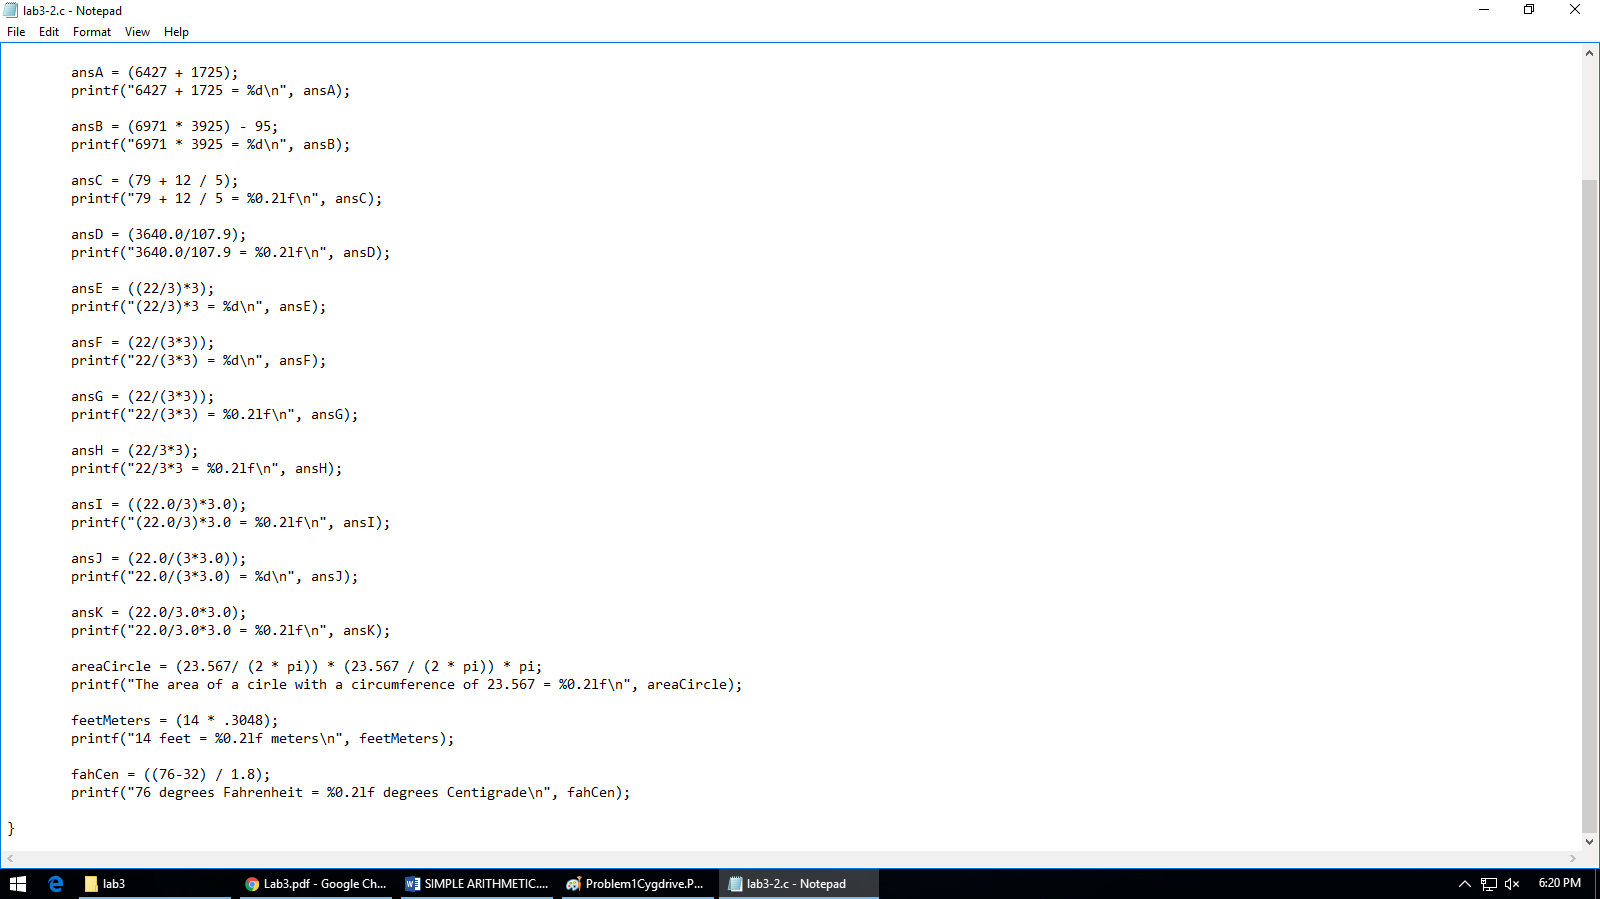 lab3-2.c - Notepad
File Edit Format View Help
ansA = (6427 + 1725);
printf("6427 + 1725 = %d\n", ansA);
ansB = (6971 * 3925) - 95;
printf("6971 * 3925 = %d\n", ansB);
ansC = (79 + 12 / 5);
printf("79 + 12 / 5 = %0.2lf\n", ansC);
ansD = (3640.0/107.9);
printf("3640.0/107.9 = %0.2lf\n", ansD);
ansE = ((22/3)*3);
printf("(22/3)*3 = %d\n", ansE);
ansF = (22/(3*3));
printf("22/(3*3) = %d\n", ansF);
ansG = (22/(3*3));
printf("22/(3*3) = %0.2lf\n", ansG);
ansH = (22/3*3);
printf("22/3*3 = %0.2lf\n", ansH);
ansI = ((22.0/3)*3.0);
printf("(22.0/3)*3.0 = %0.2lf\n", ansI);
ansJ = (22.0/(3*3.0));
printf("22.0/(3*3.0) = %d\n", ansJ);
ansK = (22.0/3.0*3.0);
printf("22.0/3.0*3.0 = %0.2lf\n", ansK);
areaCircle = (23.567/ (2 * pi)) * (23.567 / (2 * pi)) * pi;
printf("The area of a cirle with a circumference of 23.567 = %0.2lf\n", areaCircle);
feetMeters = (14 * .3048);
printf("14 feet = %0.2lf meters\n", feetMeters);
fahCen = ((76-32) / 1.8);
printf("76 degrees Fahrenheit = %0.2lf degrees Centigrade\n", fahCen);
}
lab3 Lab3.pdf - Google Ch... SIMPLE ARITHMETIC.... Problem1Cygdrive.P... lab3-2.c - Notepad 6:20 PM